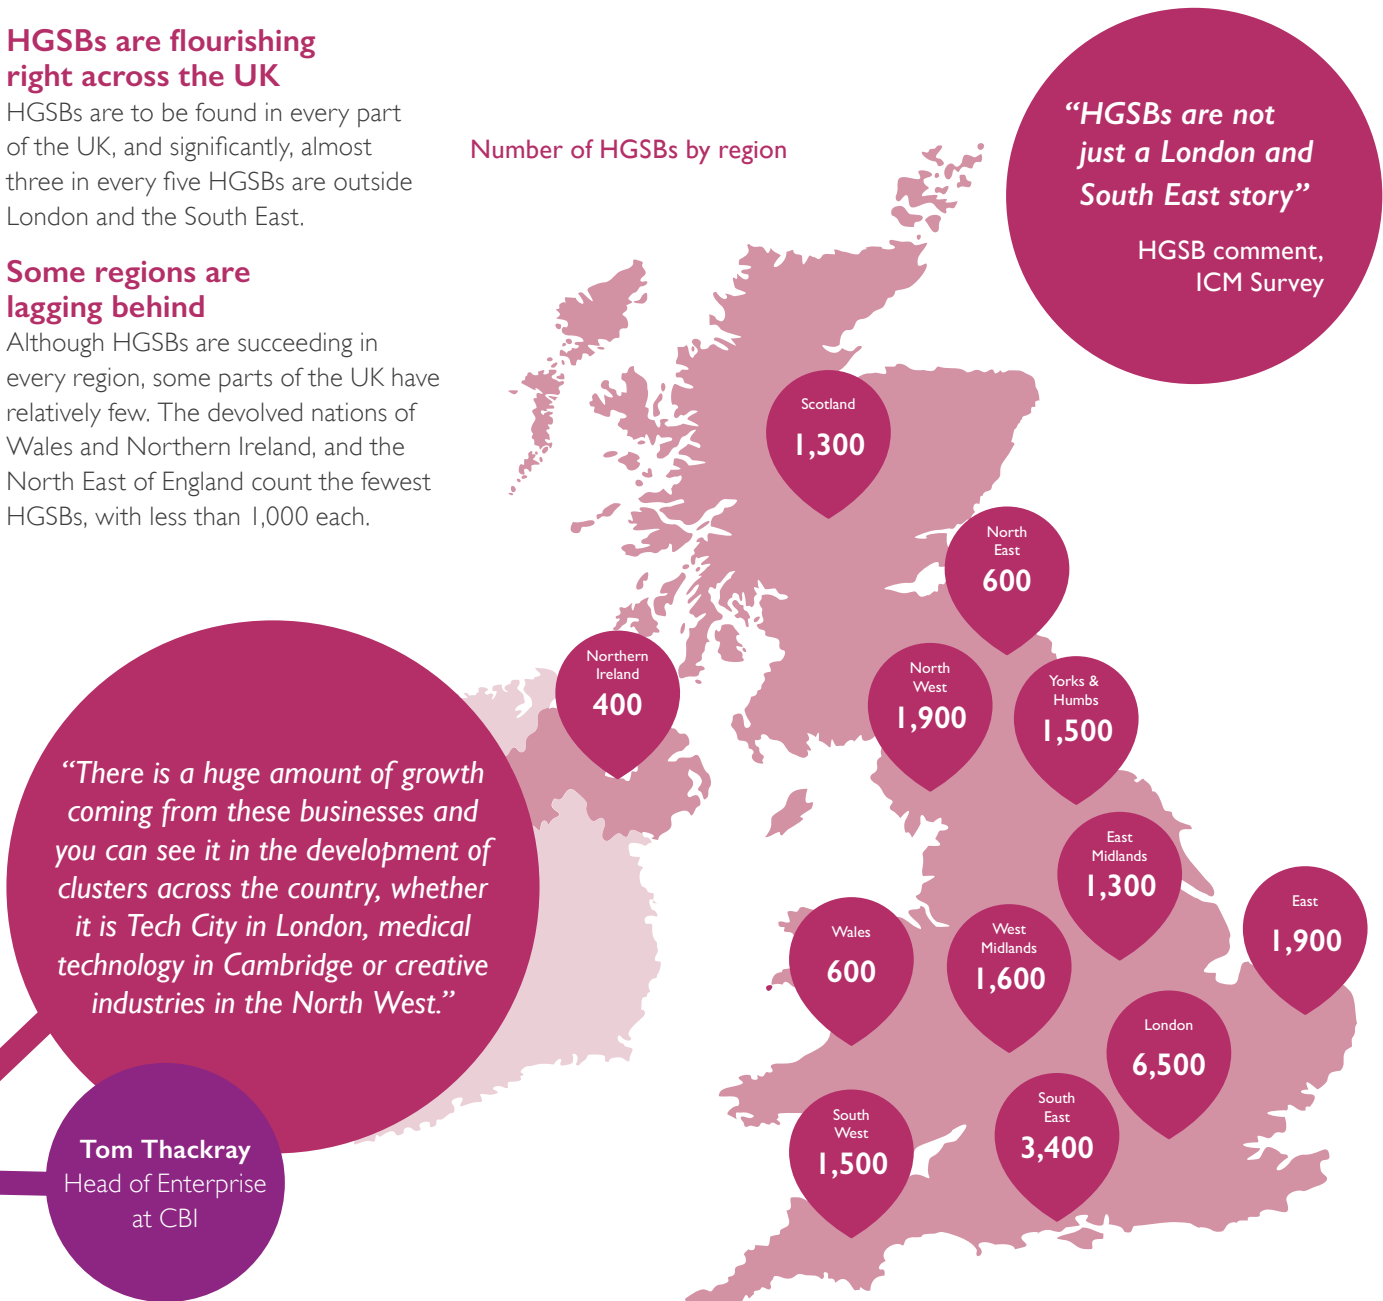 HGSBs are flourishing
right across the UK
HGSBs are to be found in every part
of the UK, and significantly, almost
three in every five HGSBs are outside
London and the South East.
Some regions are
lagging behind
Although HGSBs are succeeding in
every region, some parts of the UK have
relatively few. The devolved nations of
Wales and Northern Ireland, and the
North East of England count the fewest
HGSBs, with less than 1,000 each.
Number of HGSBs by region
“HGSBs are not
just a London and
South East story”
HGSB comment,
ICM Survey
Scotland
1,300
North
East
600
Northern
Ireland
400
North
West
1,900
Yorks &
Humbs
1,500
East
Midlands
1,300
East
1,900
Wales
600
West
Midlands
1,600
London
6,500
South
East
3,400
South
West
1,500
“There is a huge amount of growth
coming from these businesses and
you can see it in the development of
clusters across the country, whether
it is Tech City in London, medical
technology in Cambridge or creative
industries in the North West.”
Tom Thackray
Head of Enterprise
at CBI